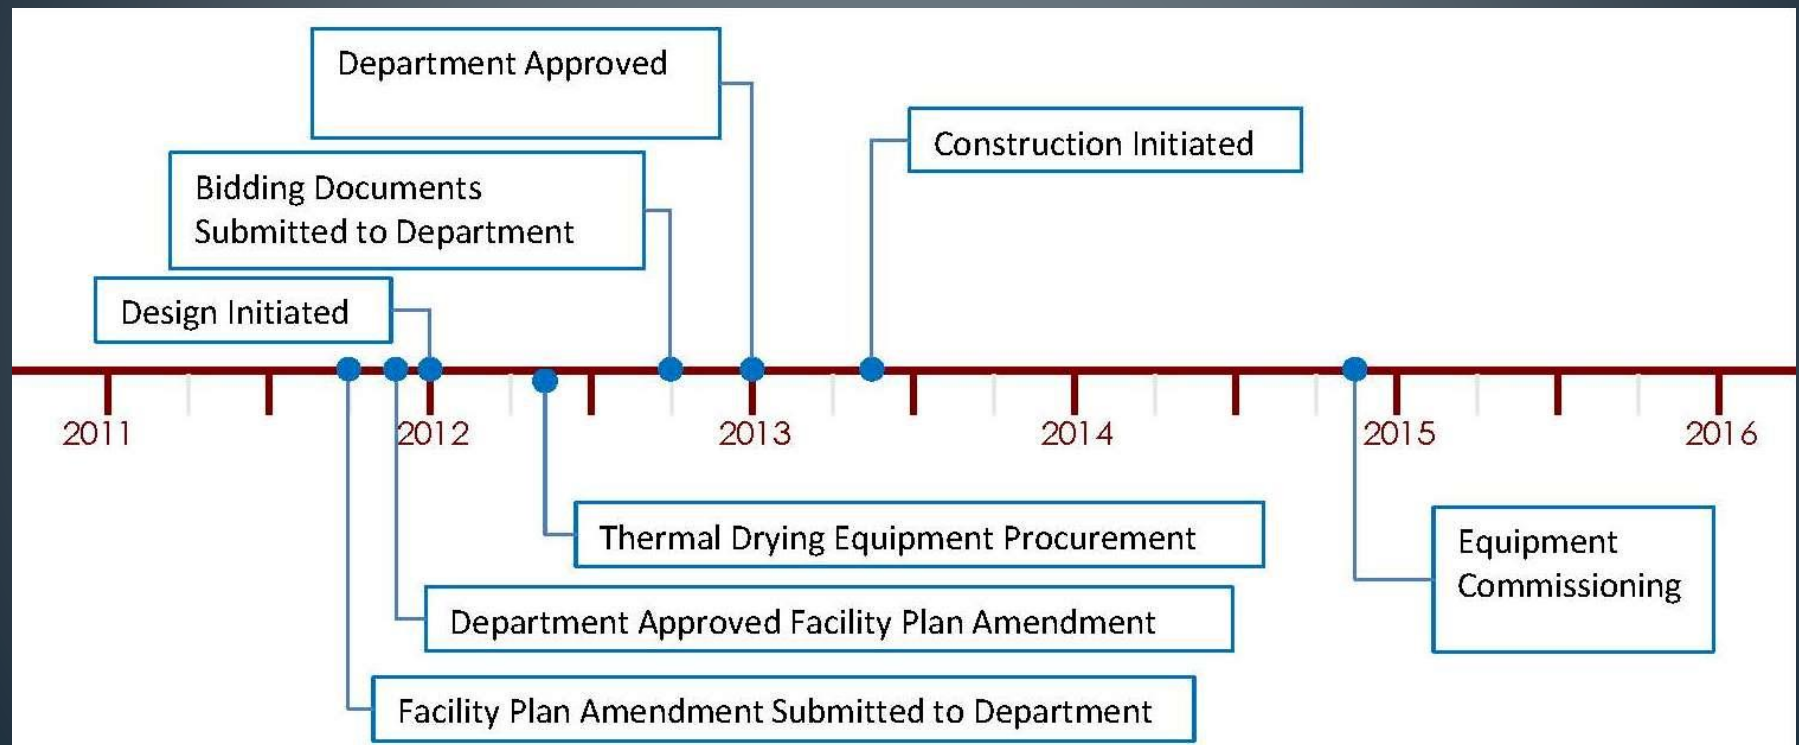 Department Approved
Construction Initiated
Bidding Documents
Submitted to Department
Design Initiated
2011
2012
2013
2014
2015
2016
Thermal Drying Equipment Procurement
Equipment
Commissioning
Department Approved Facility Plan Amendment
Facility Plan Amendment Submitted to Department